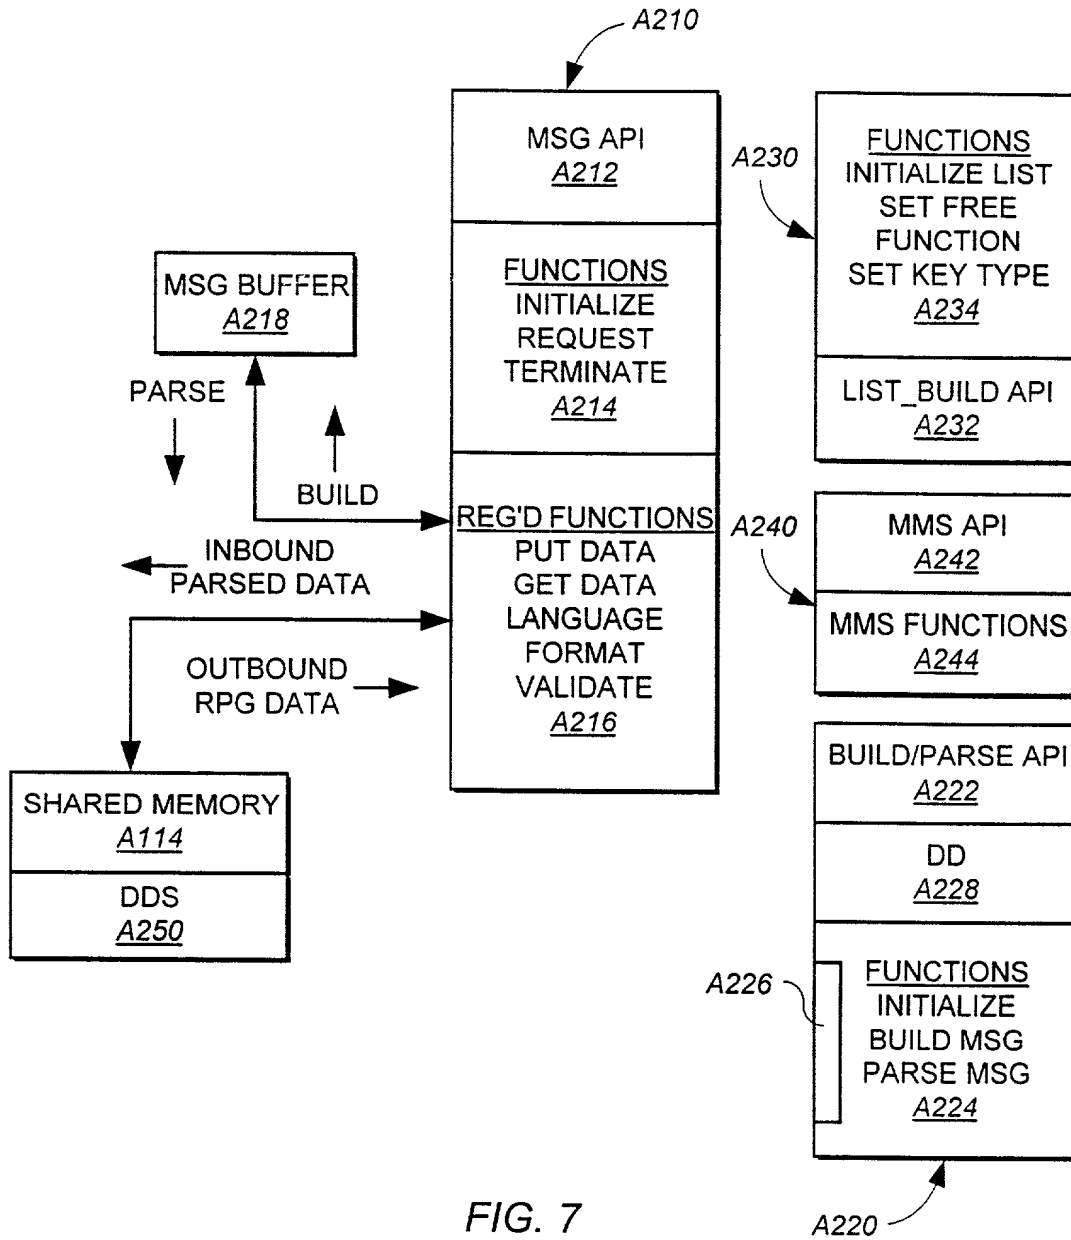 A210
MSG API
A212
FUNCTIONS
INITIALIZE
REQUEST
TERMINATE
A214
REG'D FUNCTIONS
PUT DATA
GET DATA
LANGUAGE
FORMAT
VALIDATE
A216
MSG BUFFER
A218
PARSE
BUILD
INBOUND
PARSED DATA
OUTBOUND
RPG DATA
SHARED MEMORY
A114
DDS
A250
A230
FUNCTIONS
INITIALIZE LIST
SET FREE
FUNCTION
SET KEY TYPE
A234
LIST_BUILD API
A232
A240
MMS API
A242
MMS FUNCTIONS
A244
BUILD/PARSE API
A222
DD
A228
A226
FUNCTIONS
INITIALIZE
BUILD MSG
PARSE MSG
A224
A220
FIG. 7